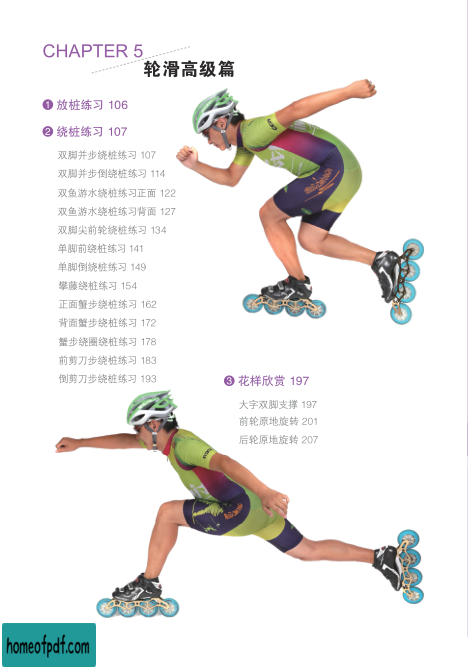 CHAPTER 5
轮滑高级篇
1 放桩练习 106
2 绕桩练习 107
双脚并步绕桩练习 107
双脚并步倒绕桩练习 114
双鱼游水绕桩练习正面 122
双鱼游水绕桩练习背面 127
双脚尖前轮绕桩练习 134
单脚前绕桩练习 141
单脚倒绕桩练习 149
攀藤绕桩练习 154
正面蟹步绕桩练习 162
背面蟹步绕桩练习 172
蟹步绕圈绕桩练习 178
前剪刀步绕桩练习 183
倒剪刀步绕桩练习 193
3 花样欣赏 197
大字双脚支撑 197
前轮原地旋转 201
后轮原地旋转 207
homeofpdf.com